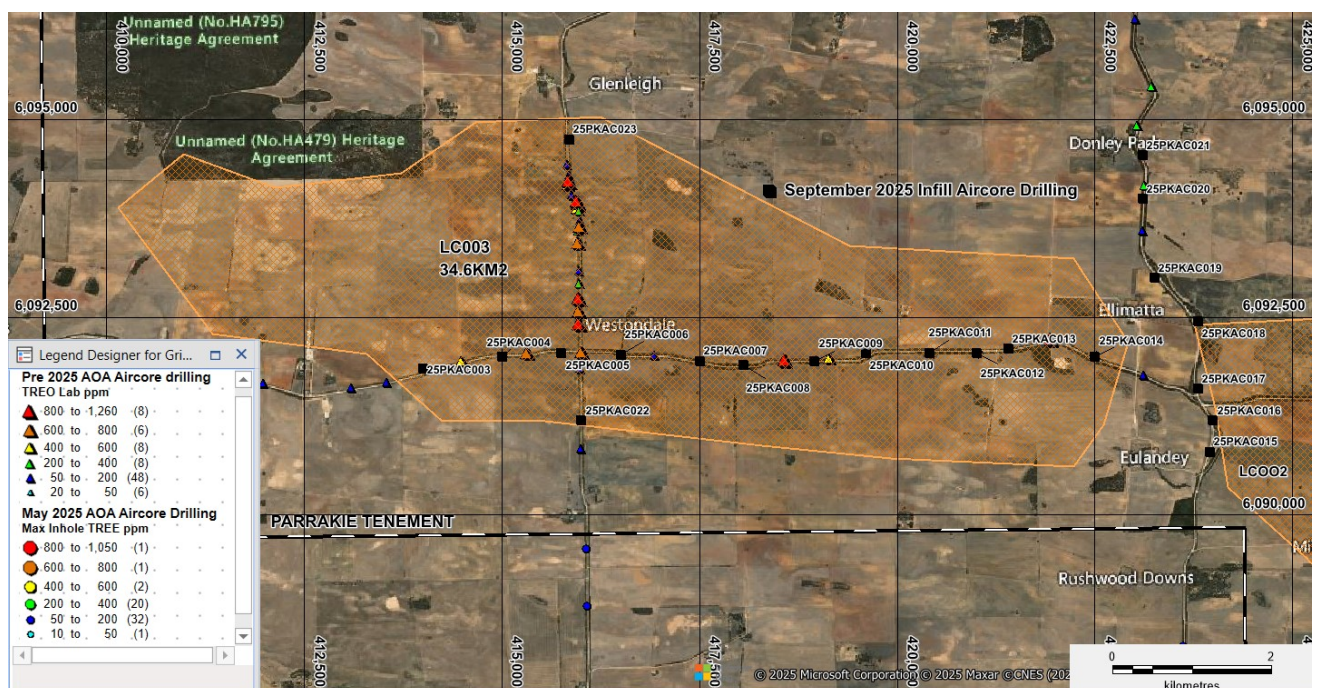 Unnamed (No.HA795)
Heritage Agreement
410,000
412,500
415,000
417,500
420,000
422,500
425,000
Glenleigh
6,095,000
6,095,000
Unnamed (No.HA479) Heritage
Agreement
25PKAC023
Donley Park
25PKAC021
September 2025 Infill Aircore Drilling
25PKAC020
LC003
34.6KM2
25PKAC019
6,092,500
6,092,500
Ellimatta
Westondale
25PKAC018
25PKAC004
25PKAC006
25PKAC011
25PKAC013
25PKAC014
25PKAC003
25PKAC005
25PKAC007
25PKAC009
25PKAC010
25PKAC012
25PKAC008
25PKAC017
25PKAC022
25PKAC016
25PKAC015
Eulandey
LCOO2
6,090,000
PARRAKIE TENEMENT
Rushwood Downs
Legend Designer for Gri...
Pre 2025 AOA Aircore drilling
TREO Lab ppm
800 to 1,260 (8)
600 to 800 (6)
400 to 600 (8)
200 to 400 (8)
50 to 200 (48)
20 to 50 (6)
May 2025 AOA Aircore Drilling
Max Inhole TREE ppm
800 to 1,050 (1)
600 to 800 (1)
400 to 600 (2)
200 to 400 (20)
50 to 200 (32)
10 to 50 (1)
412,500
415,000
417,500
420,000
© 2025 Microsoft Corporation © 2025 Maxar © CNES (202
0 2
kilometres